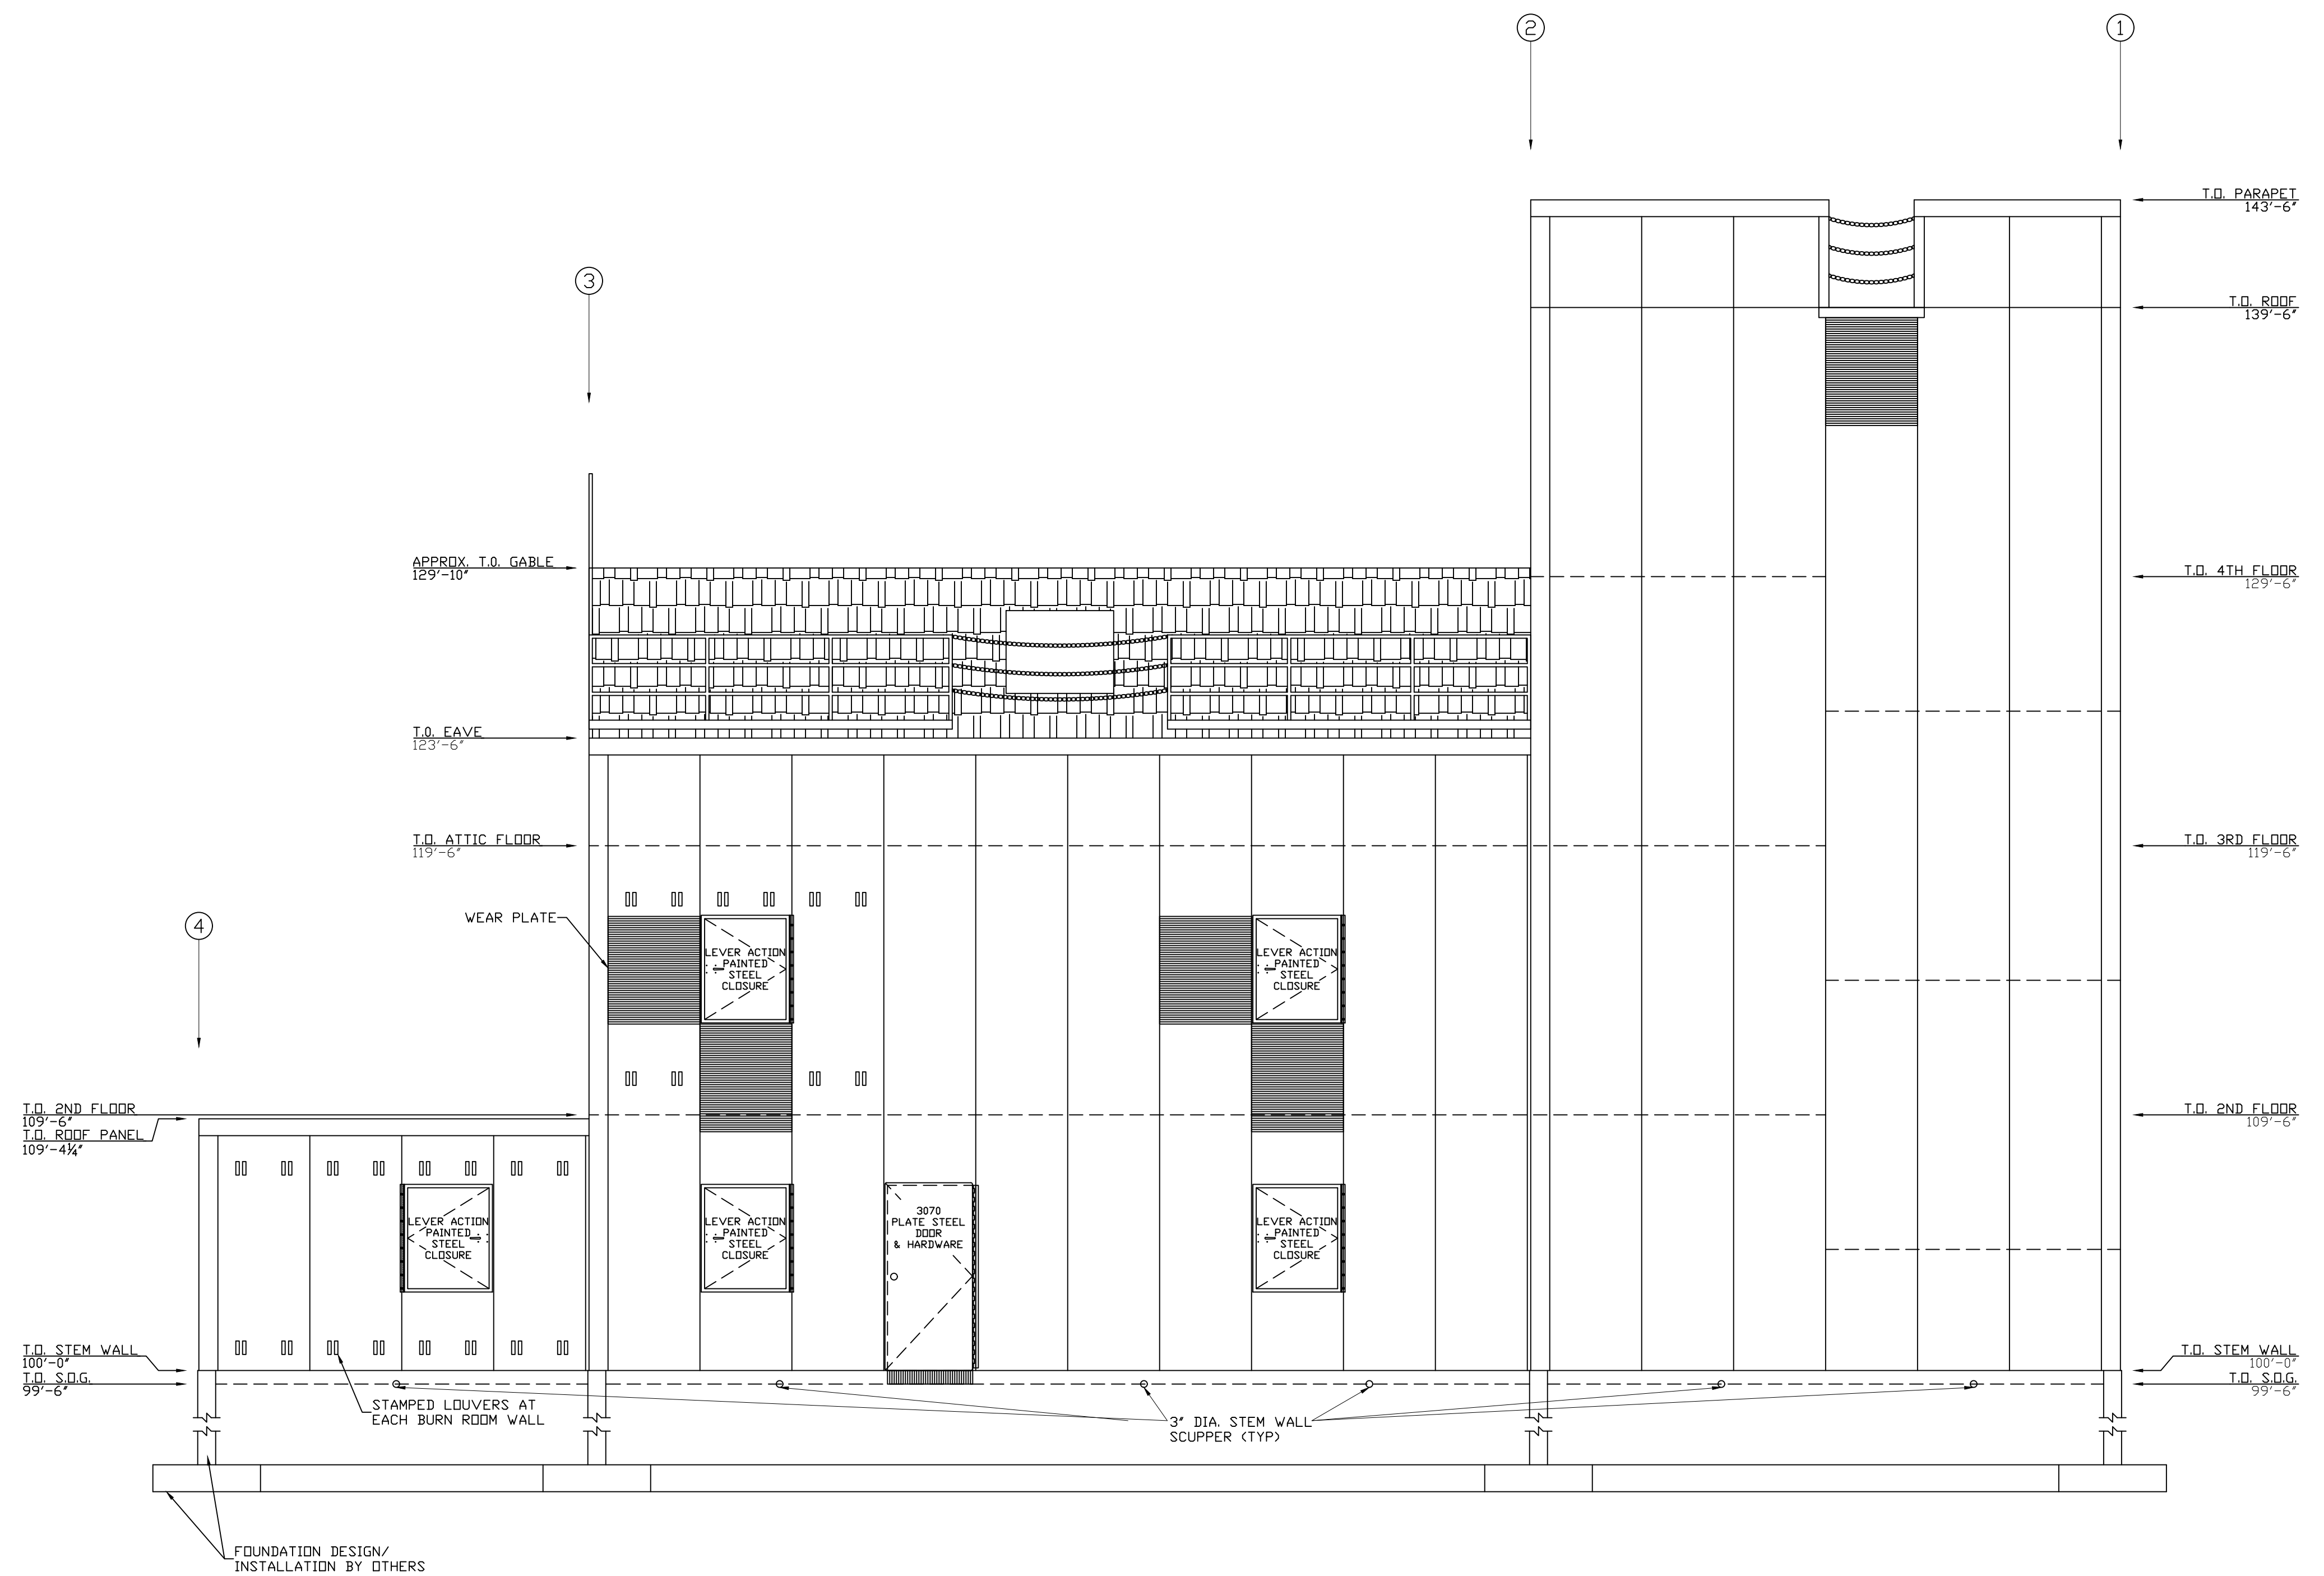 2
1
T.O. PARAPET
143'-6"
3
T.O. ROOF
139'-6"
APPROX. T.O. GABLE
129'-10"
T.O. 4TH FLOOR
129'-6"
T.O. EAVE
123'-6"
T.O. ATTIC FLOOR
119'-6"
T.O. 3RD FLOOR
119'-6"
4
WEAR PLATE
LEVER ACTION
PAINTED
STEEL
CLOSURE
LEVER ACTION
PAINTED
STEEL
CLOSURE
T.O. 2ND FLOOR
109'-6"
T.O. ROOF PANEL
109'-4¼"
T.O. 2ND FLOOR
109'-6"
LEVER ACTION
PAINTED
STEEL
CLOSURE
LEVER ACTION
PAINTED
STEEL
CLOSURE
3070
PLATE STEEL
DOOR
& HARDWARE
LEVER ACTION
PAINTED
STEEL
CLOSURE
T.O. STEM WALL
100'-0"
T.O. S.O.G.
99'-6"
T.O. STEM WALL
100'-0"
T.O. S.O.G.
99'-6"
STAMPED LOUVERS AT
EACH BURN ROOM WALL
3" DIA. STEM WALL
SCUPPER (TYP)
FOUNDATION DESIGN/
INSTALLATION BY OTHERS